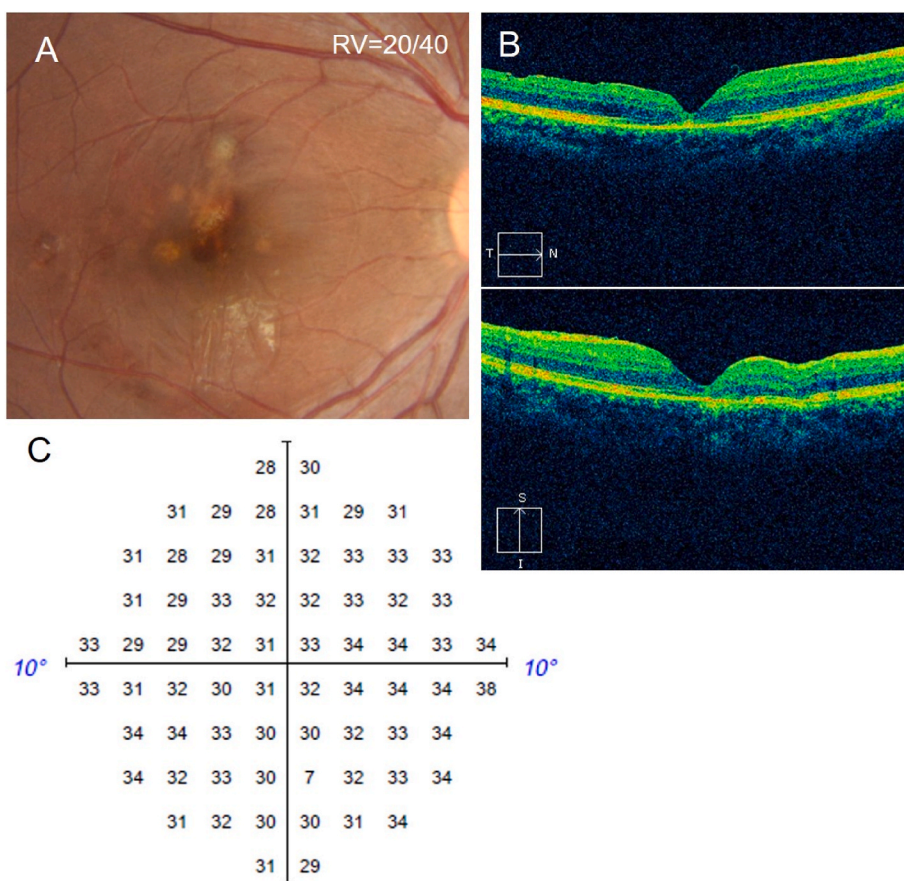 A
RV=20/40
B
T N
S
I
C
28 30
31 29 28 31 29 31
31 28 29 31 32 33 33 33
31 29 33 32 32 33 32 33
33 29 29 32 31 33 34 34 33 34
10° 10°
33 31 32 30 31 32 34 34 34 38
34 34 33 30 30 32 33 34
34 32 33 30 7 32 33 34
31 32 30 30 31 34
31 29